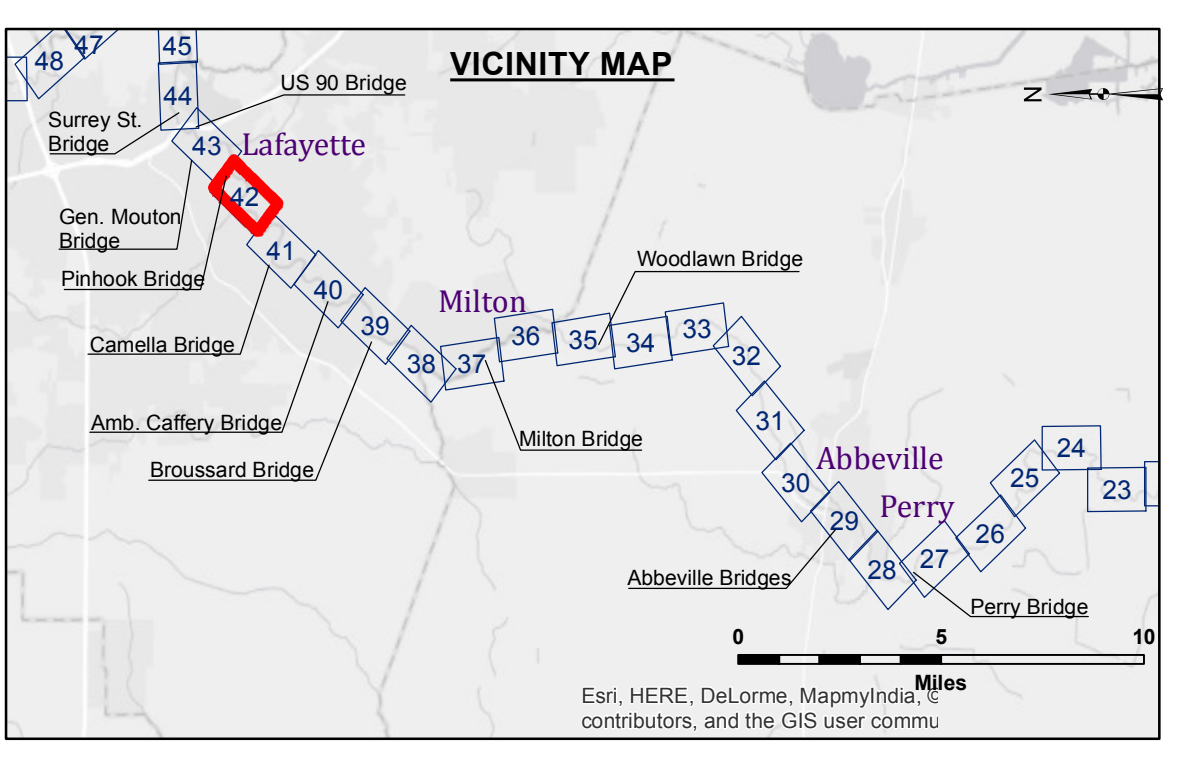 VICINITY MAP
48
47
45
44
US 90 Bridge
N
Surrey St.
Bridge
43
Lafayette
42
Gen. Mouton
Bridge
Pinhook Bridge
41
40
39
38
Camella Bridge
Amb. Caffery Bridge
Broussard Bridge
Milton
37
36
35
34
33
32
Woodlawn Bridge
Milton Bridge
31
30
Abbeville
29
Perry
28
27
26
25
24
23
Abbeville Bridges
Perry Bridge
0 5 10
Miles
Esri, HERE, DeLorme, MapmyIndia, ©
contributors, and the GIS user commu